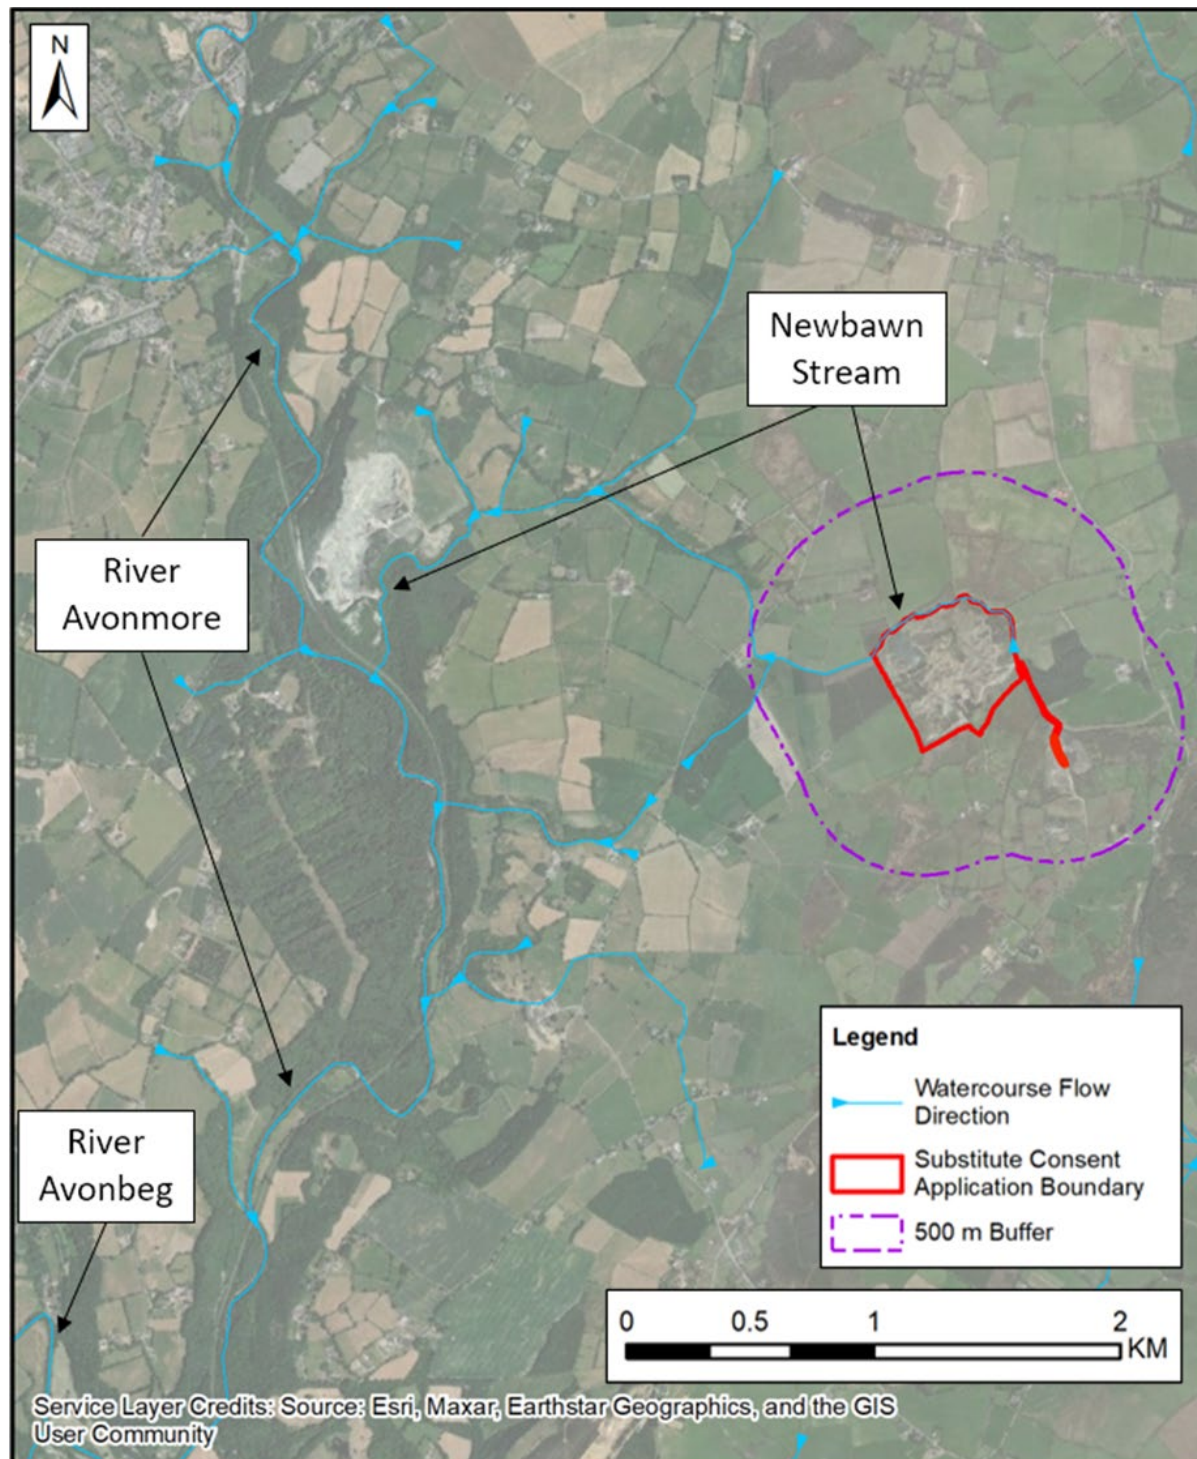 N
Newbawn
Stream
River
Avonmore
River
Avonbeg
Legend
Watercourse Flow
Direction
Substitute Consent
Application Boundary
500 m Buffer
0 0.5 1 2
KM
Service Layer Credits: Source: Esri, Maxar, Earthstar Geographics, and the GIS
User Community